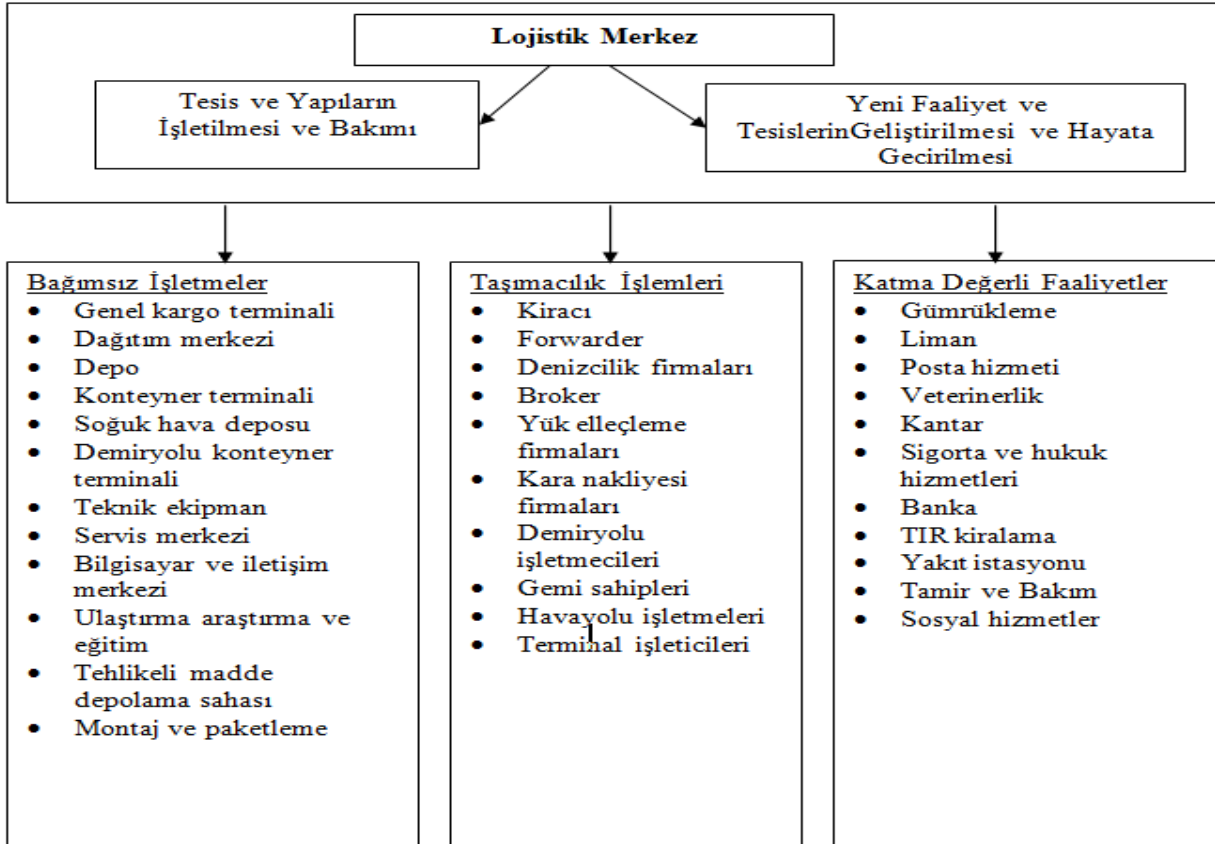 Lojistik Merkez
Tesis ve Yapıların
İşletilmesi ve Bakımı
Yeni Faaliyet ve
TesislerinGeliştirilmesi ve Hayata
Gecirilmesi
Bağımsız İşletmeler
• Genel kargo terminali
• Dağıtım merkezi
• Depo
• Konteyner terminali
• Soğuk hava deposu
• Demiryolu konteyner
terminali
• Teknik ekipman
• Servis merkezi
• Bilgisayar ve iletişim
merkezi
• Ulaştırma araştırma ve
eğitim
• Tehlikeli madde
depolama sahası
• Montaj ve paketleme
Taşımacılık İşlemleri
• Kiracı
• Forwarder
• Denizcilik firmaları
• Broker
• Yük elleçleme
firmaları
• Kara nakliyesi
firmaları
• Demiryolu
işletmecileri
• Gemi sahipleri
• Havayolu işletmeleri
• Terminal işleticileri
Katma Değerli Faaliyetler
• Gümrükleme
• Liman
• Posta hizmeti
• Veterinerlik
• Kantar
• Sigorta ve hukuk
hizmetleri
• Banka
• TIR kiralama
• Yakıt istasyonu
• Tamir ve Bakım
• Sosyal hizmetler